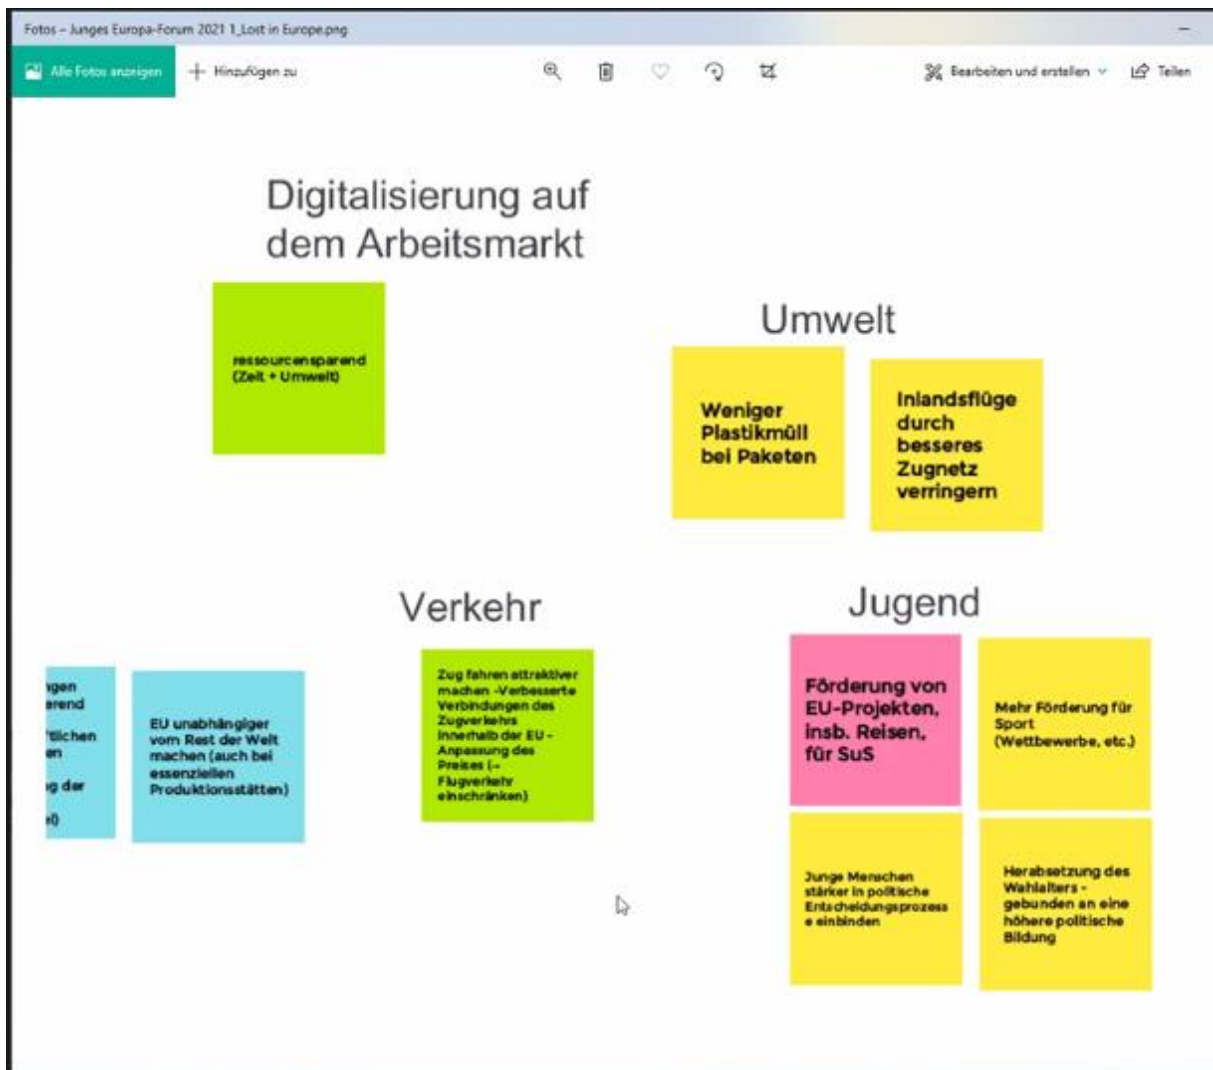 Fotos – Junges Europa-Forum 2021 1_Lost in Europe.png
Alle Fotos anzeigen
Hinzufügen zu
Bearbeiten und erstellen
Teilen
Digitalisierung auf
dem Arbeitsmarkt
ressourcensparend
(Zeit + Umwelt)
Umwelt
Weniger
Plastikmüll
bei Paketen
Inlandsflüge
durch
besseres
Zugnetz
verringern
Verkehr
EU unabhängiger
vom Rest der Welt
machen (auch bei
essenziellen
Produktionsstätten)
Zug fahren attraktiver
machen -Verbesserte
Verbindungen des
Zugverkehrs
innerhalb der EU -
Anpassung des
Preises (→
Flugverkehr
einschränken)
Jugend
Förderung von
EU-Projekten,
insb. Reisen,
für SuS
Mehr Förderung für
Sport
(Wettbewerbe, etc.)
Junge Menschen
stärker in politische
Entscheidungsprozess
e einbinden
Herabsetzung des
Wahlalters -
gebunden an eine
höhere politische
Bildung